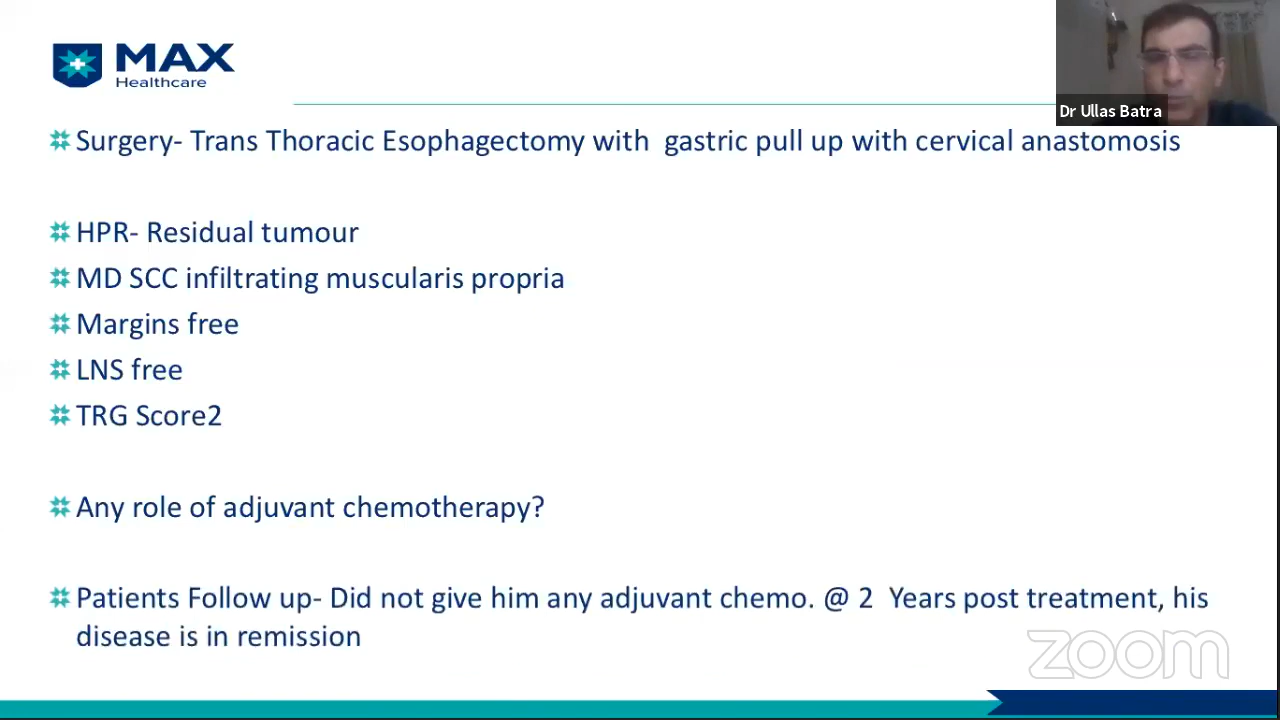 MAX
Healthcare
Dr Ullas Batra
Surgery- Trans Thoracic Esophagectomy with  gastric pull up with cervical anastomosis
HPR- Residual tumour
MD SCC infiltrating muscularis propria
Margins free
LNS free
TRG Score2
Any role of adjuvant chemotherapy?
Patients Follow up- Did not give him any adjuvant chemo. @ 2  Years post treatment, his
disease is in remission
zoom